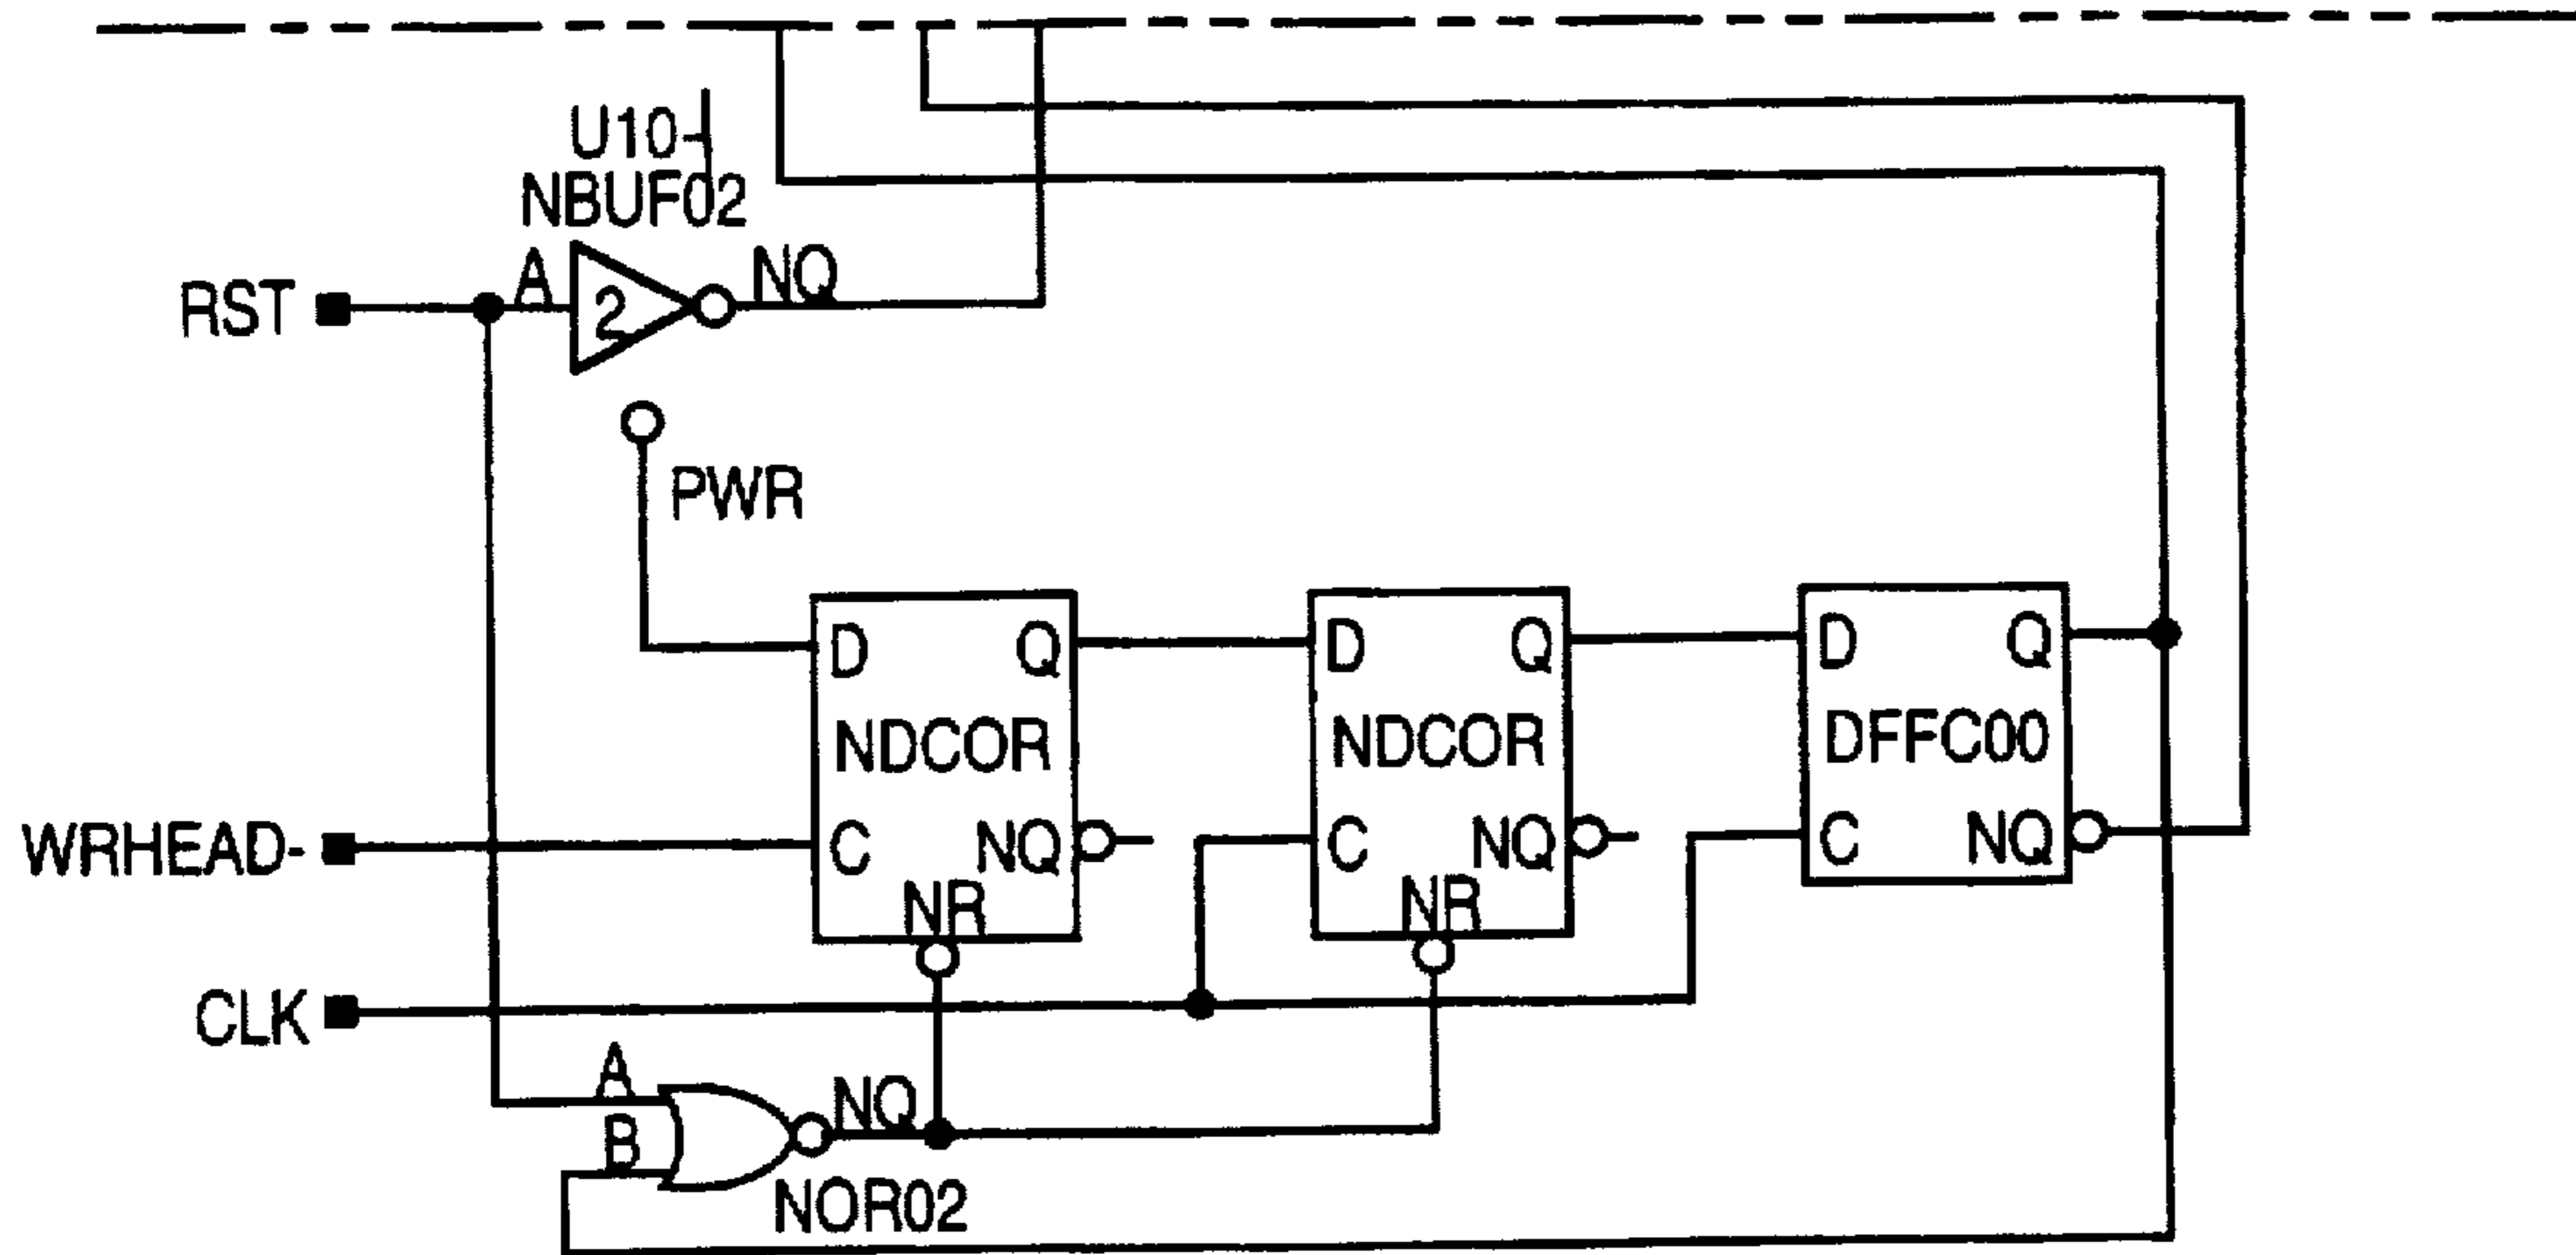 U10
NBUF02
RST
A
2
NQ
PWR
D
Q
NDCOR
C
NQ
NR
D
Q
NDCOR
C
NQ
NR
D
Q
DFFC00
C
NQ
WRHEAD-
CLK
A
B
NQ
NOR02